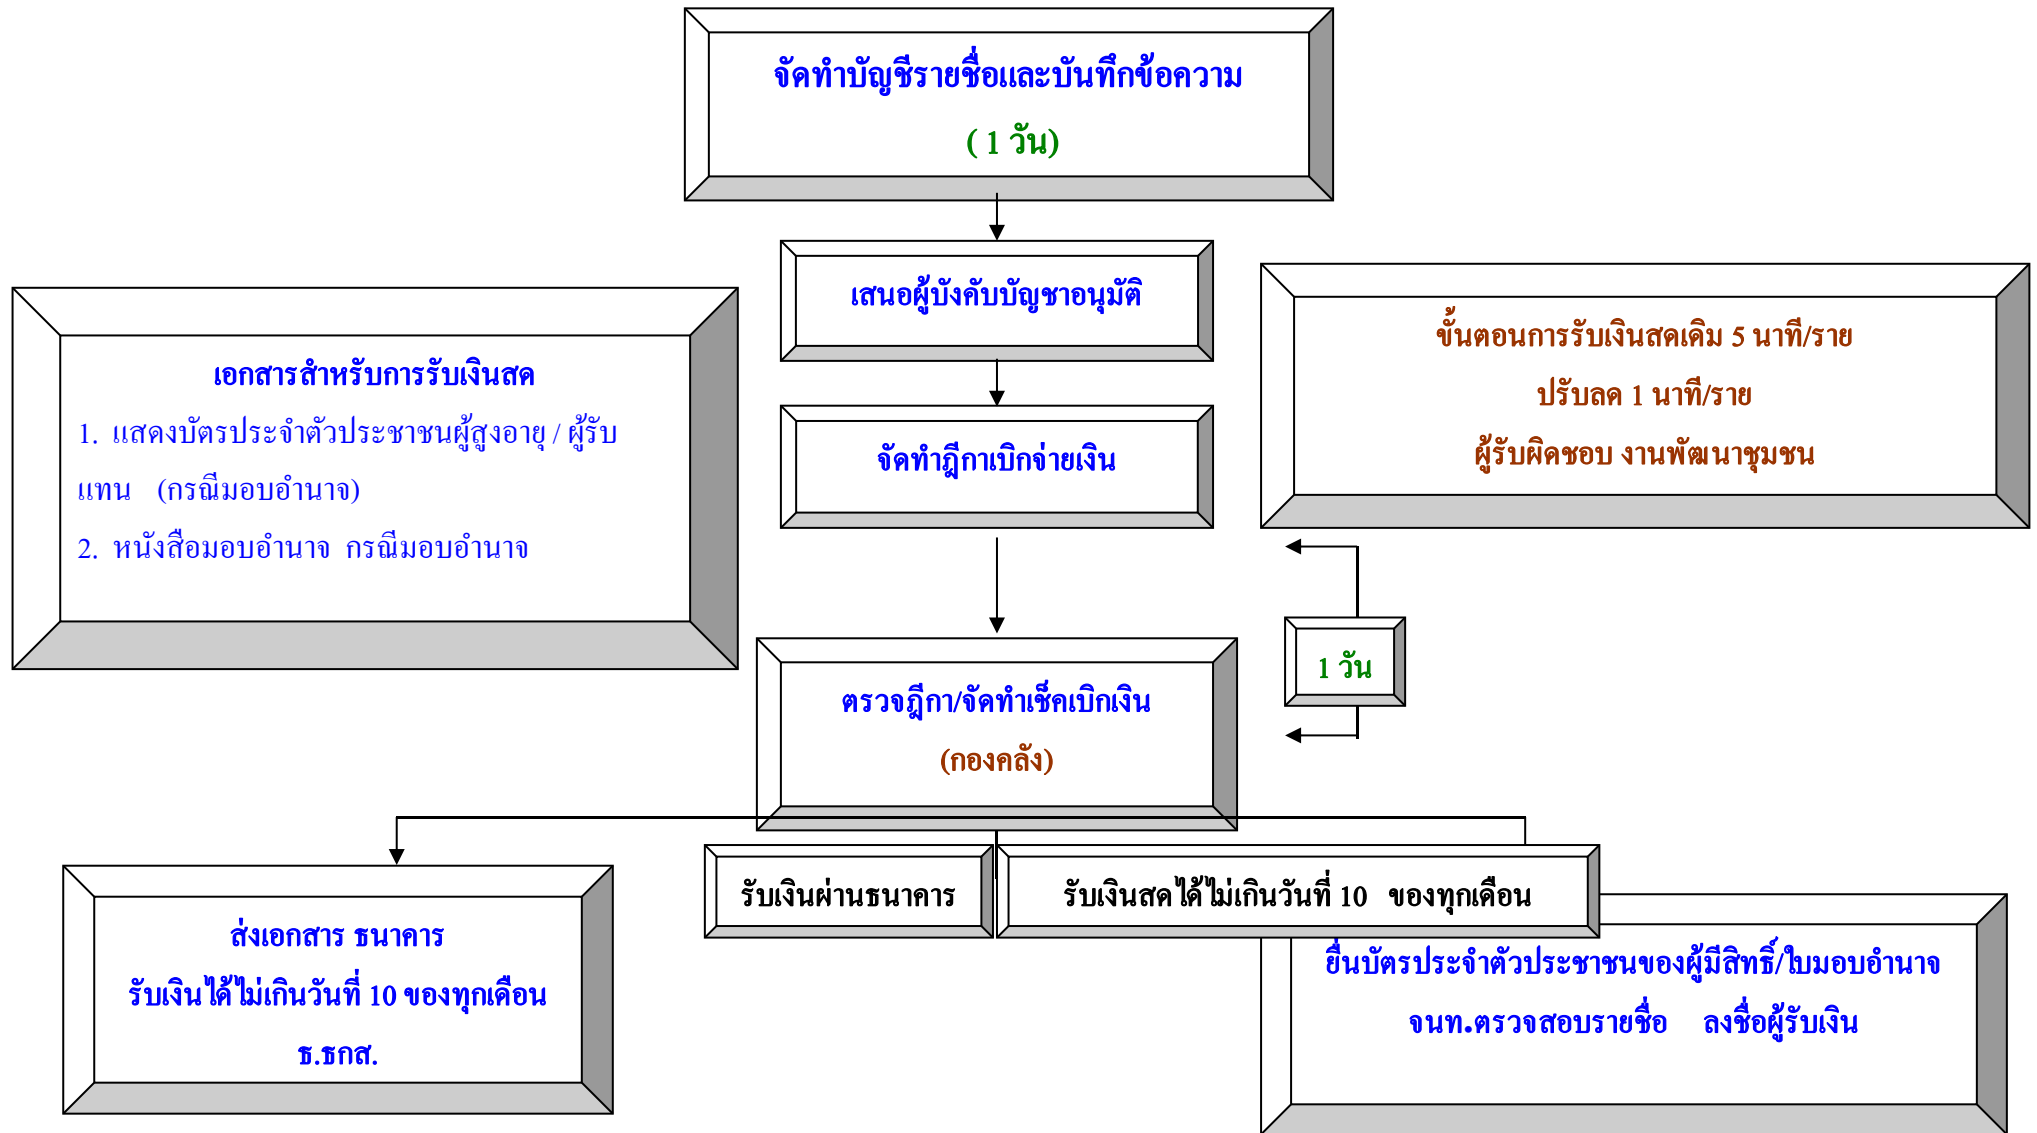 จัดทำบัญชีรายชื่อและบันทึกข้อความ
( 1 วัน)
เสนอผู้บังคับบัญชาอนุมัติ
เอกสารสำหรับการรับเงินสด
1. แสดงบัตรประจำตัวประชาชนผู้สูงอายุ / ผู้รับ
แทน (กรณีมอบอำนาจ)
2. หนังสือมอบอำนาจ กรณีมอบอำนาจ
ขั้นตอนการรับเงินสดเดิม 5 นาที/ราย
ปรับลด 1 นาที/ราย
ผู้รับผิดชอบ งานพัฒนาชุมชน
จัดทำฎีกาเบิกจ่ายเงิน
1 วัน
ตรวจฎีกา/จัดทำเช็คเบิกเงิน
(กองคลัง)
รับเงินผ่านธนาคาร
รับเงินสดได้ไม่เกินวันที่ 10 ของทุกเดือน
ส่งเอกสาร ธนาคาร
รับเงินได้ไม่เกินวันที่ 10 ของทุกเดือน
ธ.ธกส.
ยื่นบัตรประจำตัวประชาชนของผู้มีสิทธิ์/ใบมอบอำนาจ
จนท.ตรวจสอบรายชื่อ ลงชื่อผู้รับเงิน